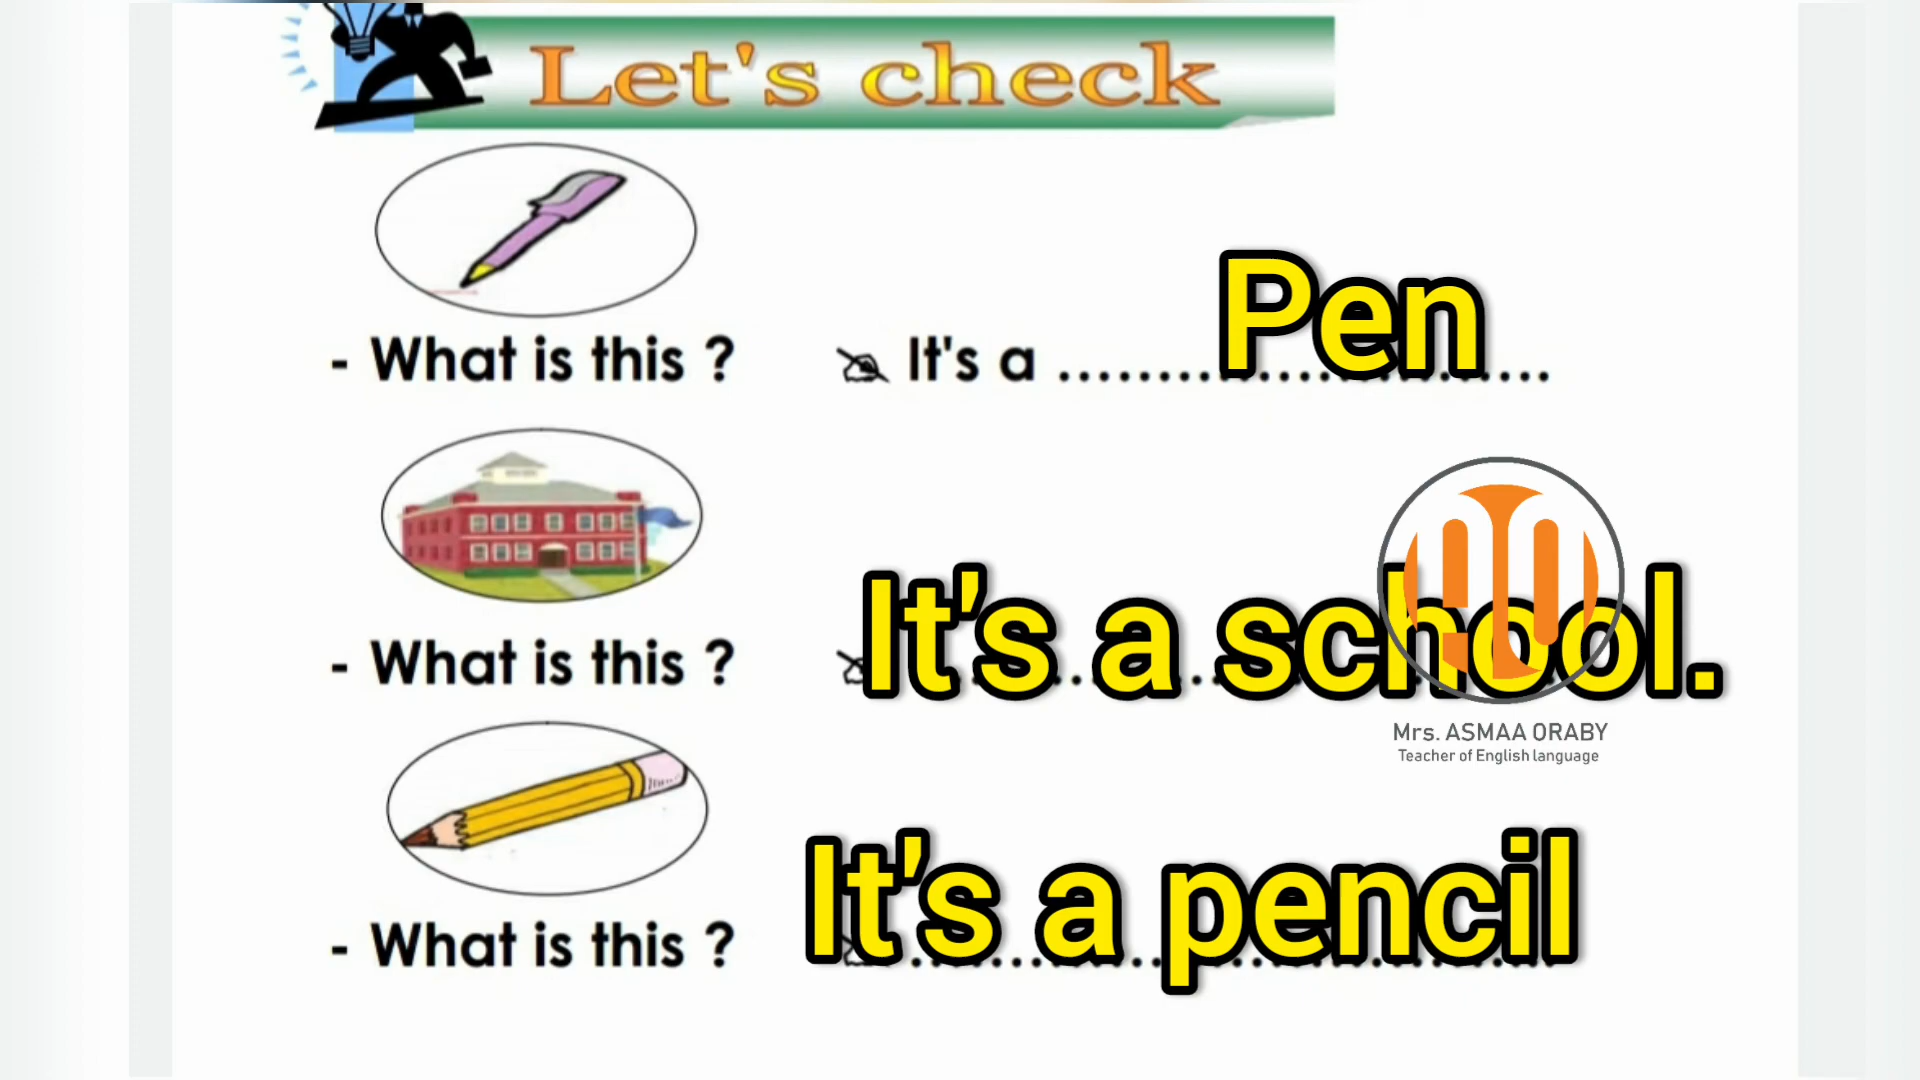 Let's check
- What is this ? It's a ........................ Pen
- What is this ? It's a school.
Mrs. ASMAA ORABY
Teacher of English language
- What is this ? It's a pencil